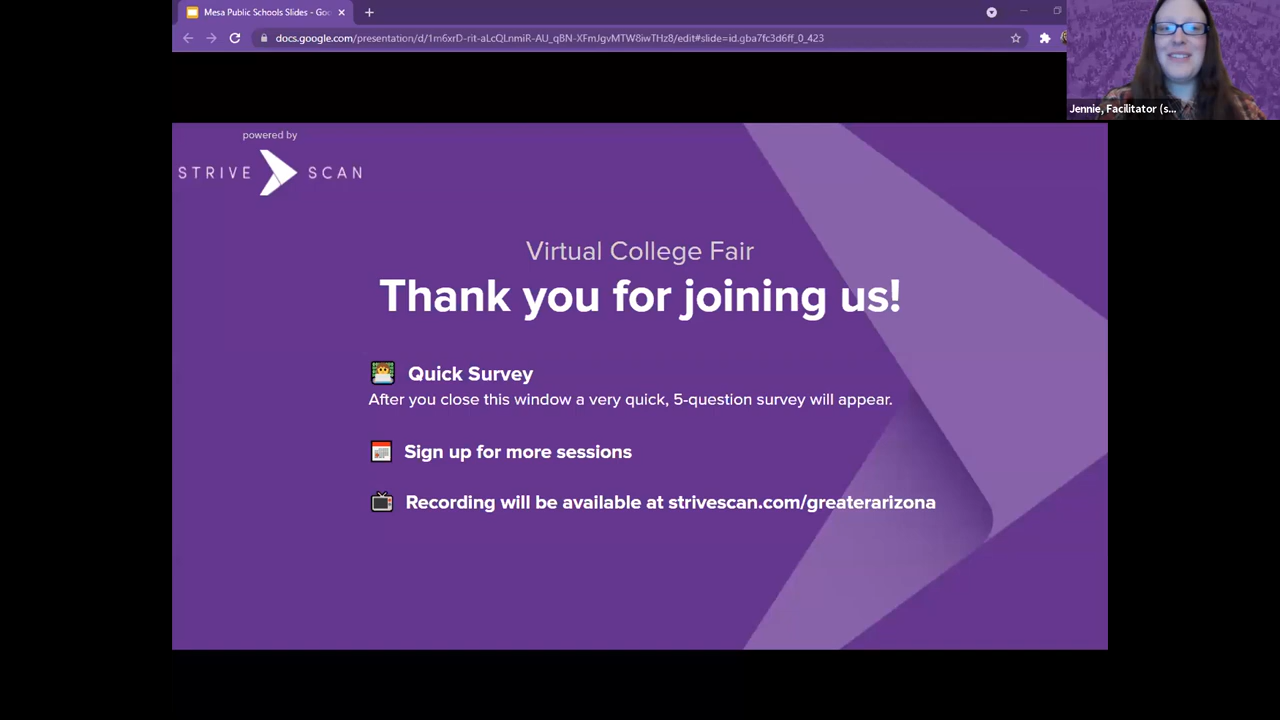 Mesa Public Schools Slides - Goo
docs.google.com/presentation/d/1m6xrD-rit-aLcQLnmiR-AU_qBN-XFmJgvMTW8iwTHz8/edit#slide=id.gba7fc3d6ff_0_423
Jennie, Facilitator (s...
powered by
STRIVE SCAN
Virtual College Fair
Thank you for joining us!
Quick Survey
After you close this window a very quick, 5-question survey will appear.
Sign up for more sessions
Recording will be available at strivescan.com/greaterarizona